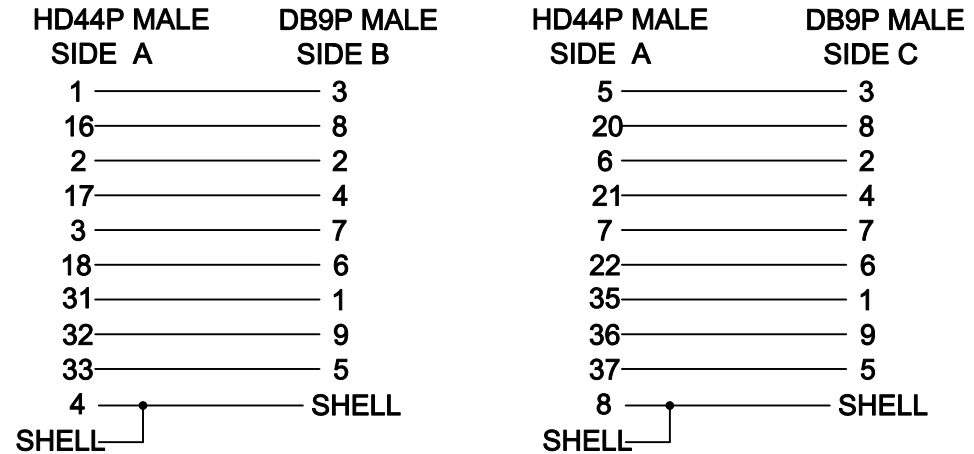 HD44P MALE DB9P MALE
SIDE A SIDE B
1 3
16 8
2 2
17 4
3 7
18 6
31 1
32 9
33 5
4 SHELL
SHELL
HD44P MALE DB9P MALE
SIDE A SIDE C
5 3
20 8
6 2
21 4
7 7
22 6
35 1
36 9
37 5
8 SHELL
SHELL